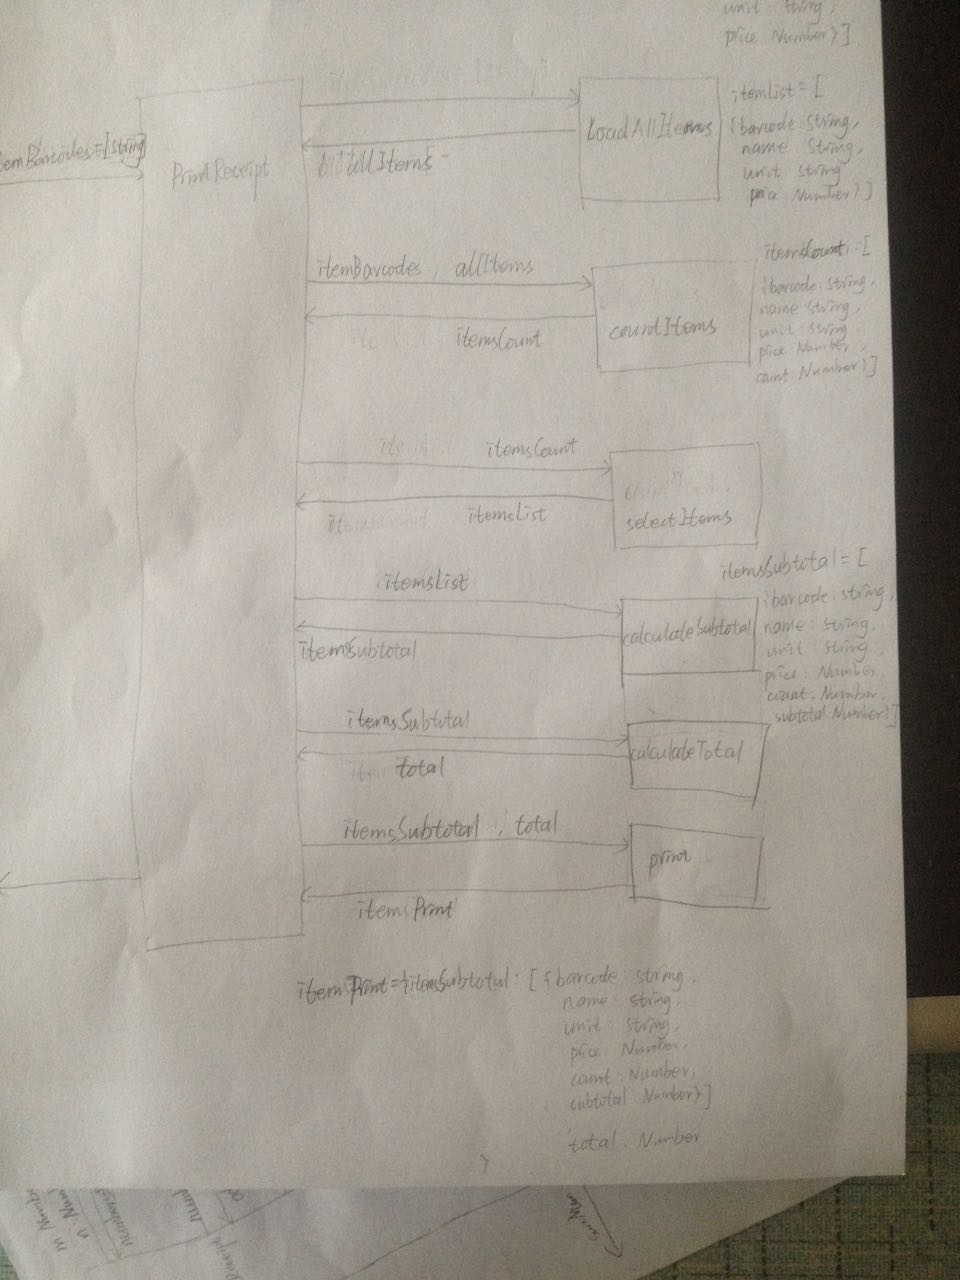 unit: string,
price: Number}]
itemBarcodes=[string]
PrintReceipt
allItems
loadAllItems
itemList=[
{barcode: string,
name: string,
unit: string
price: Number}]
itemBarcodes, allItems
itemsCount
countItems
itemsCount=[
{barcode: string,
name: string,
unit: string
price: Number,
count: Number}]
itemsCount
itemsList
selectItems
itemsList
itemsSubtotal
calculateSubtotal
itemsSubtotal=[
{barcode: string,
name: string,
unit: string,
price: Number,
count: Number,
subtotal: Number}]
itemsSubtotal
total
calculateTotal
itemsSubtotal, total
itemsPrint
print
itemsPrint={itemsSubtotal: [{barcode: string,
name: string,
unit: string,
price: Number,
count: Number,
subtotal: Number}]
total: Number
}